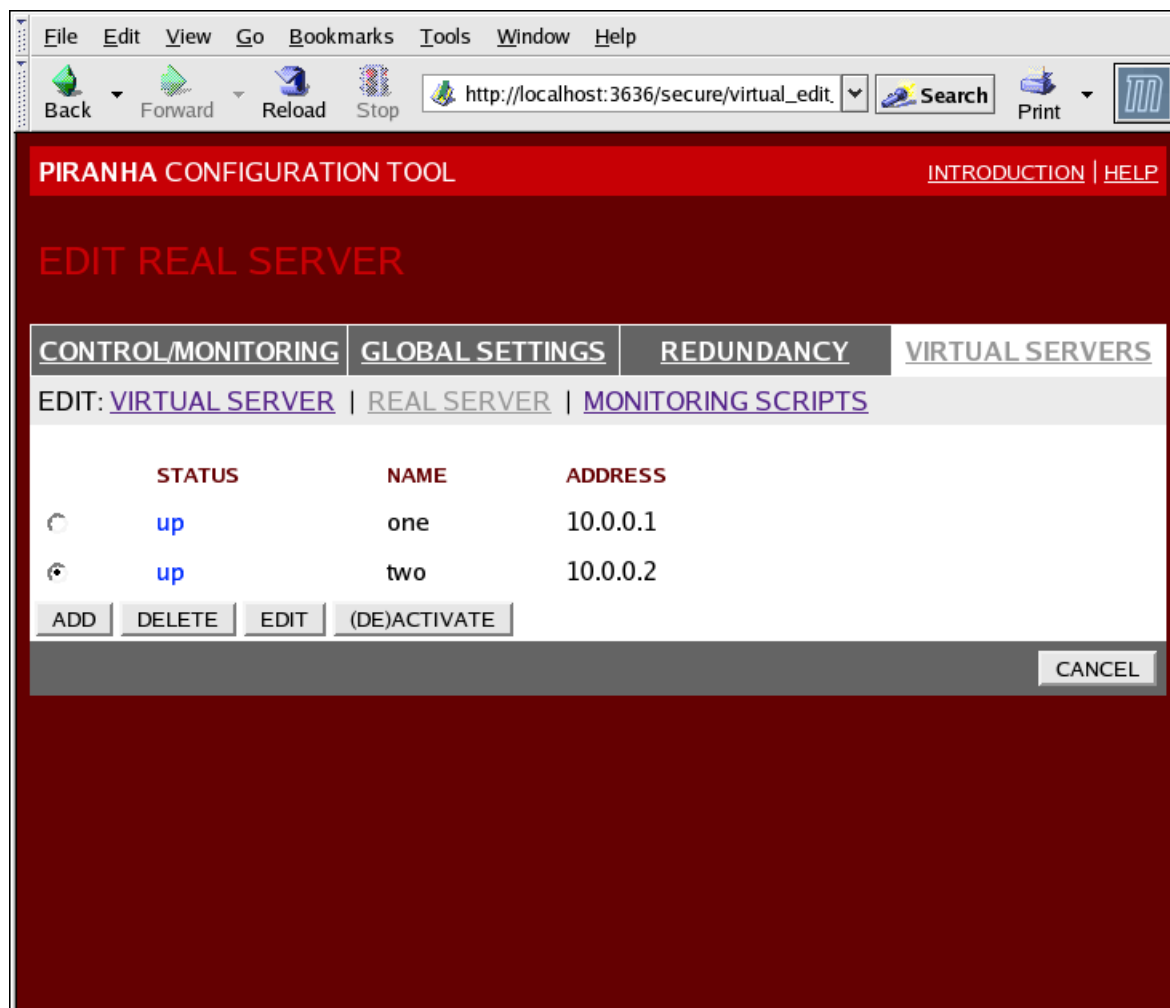 File Edit View Go Bookmarks Tools Window Help
Back Forward Reload Stop http://localhost:3636/secure/virtual_edit_ Search Print
PIRANHA CONFIGURATION TOOL INTRODUCTION | HELP
EDIT REAL SERVER
CONTROL/MONITORING GLOBAL SETTINGS REDUNDANCY VIRTUAL SERVERS
EDIT: VIRTUAL SERVER | REAL SERVER | MONITORING SCRIPTS
STATUS NAME ADDRESS
up one 10.0.0.1
up two 10.0.0.2
ADD DELETE EDIT (DE)ACTIVATE
CANCEL